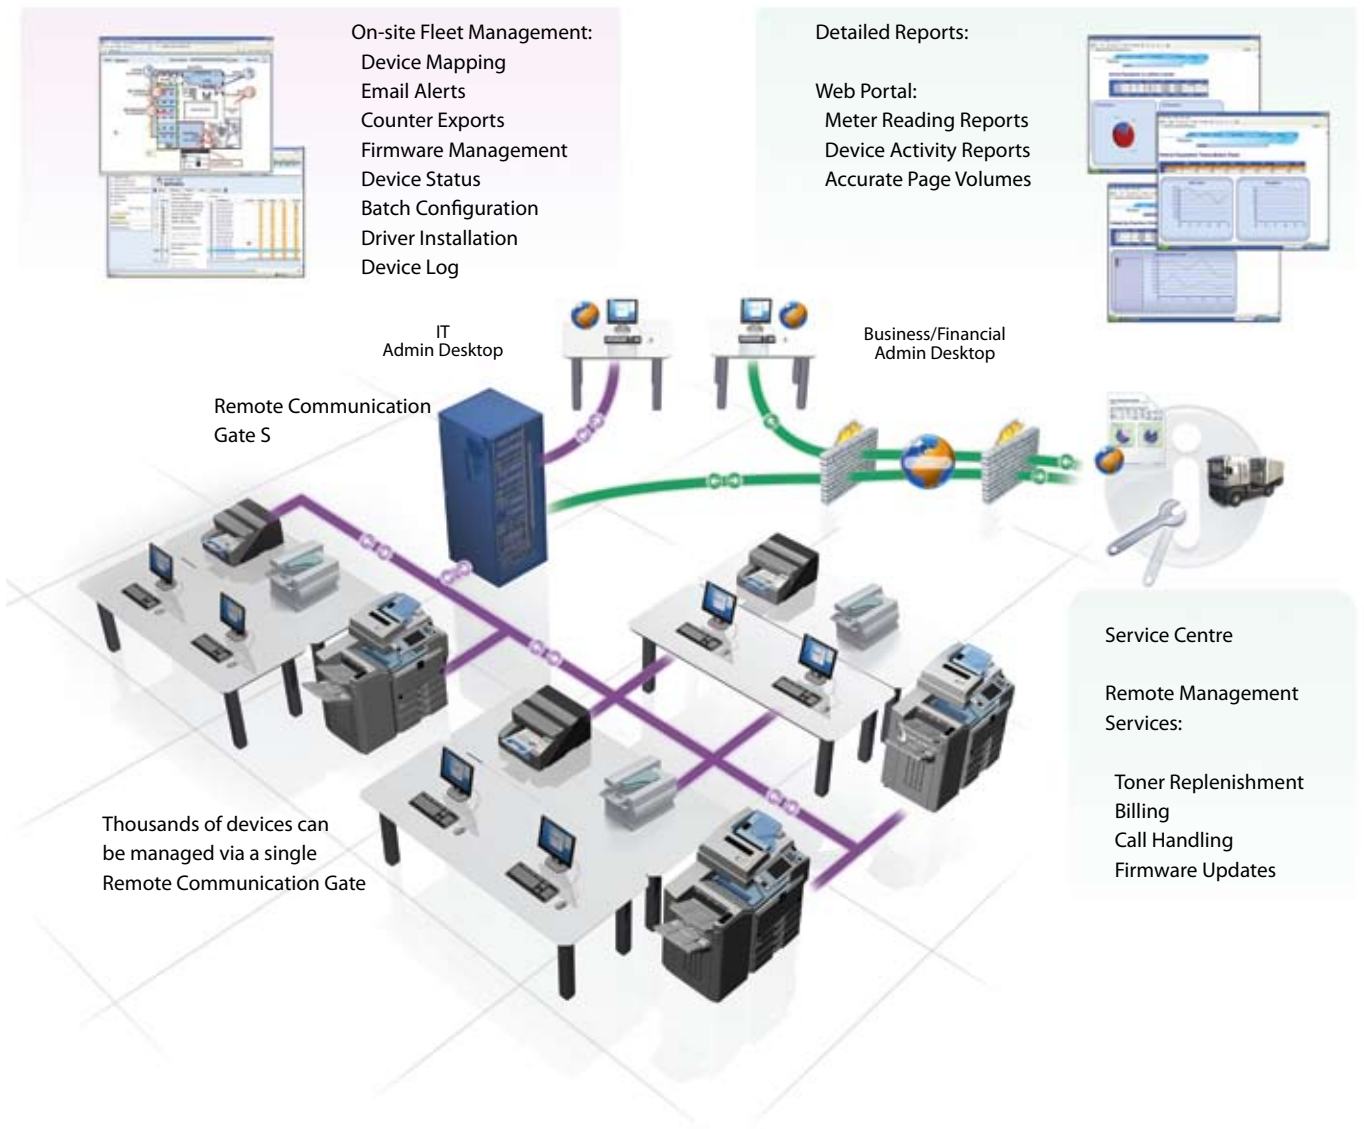 On-site Fleet Management:
Device Mapping
Email Alerts
Counter Exports
Firmware Management
Device Status
Batch Configuration
Driver Installation
Device Log
Detailed Reports:
Web Portal:
Meter Reading Reports
Device Activity Reports
Accurate Page Volumes
IT
Admin Desktop
Business/Financial
Admin Desktop
Remote Communication
Gate S
Service Centre
Remote Management
Services:
Toner Replenishment
Billing
Call Handling
Firmware Updates
Thousands of devices can
be managed via a single
Remote Communication Gate